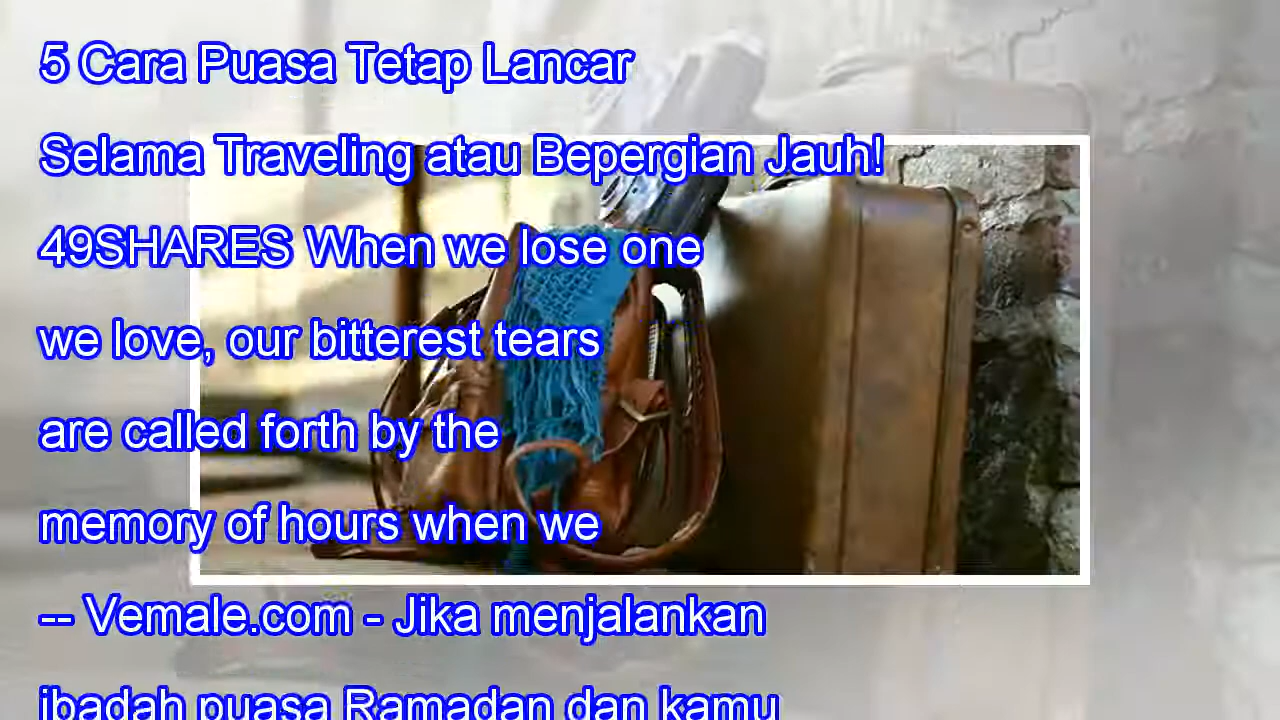 5 Cara Puasa Tetap Lancar
Selama Traveling atau Bepergian Jauh!
49SHARES When we lose one
we love, our bitterest tears
are called forth by the
memory of hours when we
-- Vemale.com - Jika menjalankan
ibadah puasa Ramadan dan kamu